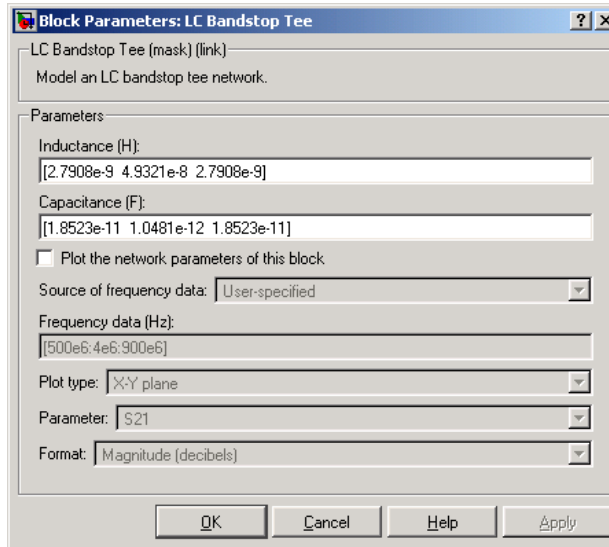 Block Parameters: LC Bandstop Tee
LC Bandstop Tee (mask) (link)
Model an LC bandstop tee network.
Parameters
Inductance (H):
[2.7908e-9 4.9321e-8 2.7908e-9]
Capacitance (F):
[1.8523e-11 1.0481e-12 1.8523e-11]
Plot the network parameters of this block
Source of frequency data: User-specified
Frequency data (Hz):
[500e6:4e6:900e6]
Plot type: X-Y plane
Parameter: S21
Format: Magnitude (decibels)
OK Cancel Help Apply